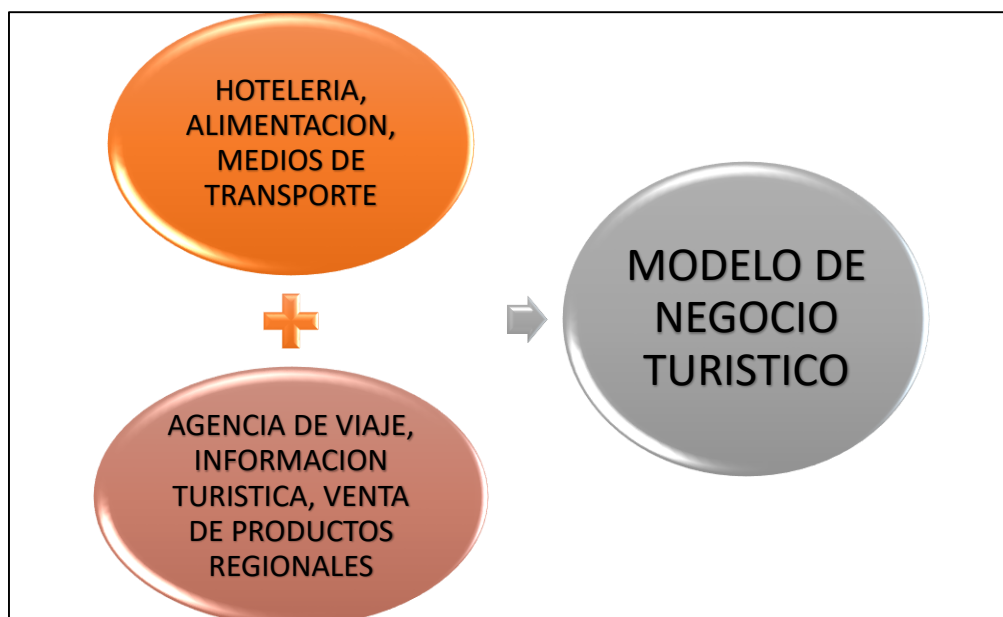 HOTELERIA,
ALIMENTACION,
MEDIOS DE
TRANSPORTE
AGENCIA DE VIAJE,
INFORMACION
TURISTICA, VENTA
DE PRODUCTOS
REGIONALES
MODELO DE
NEGOCIO
TURISTICO